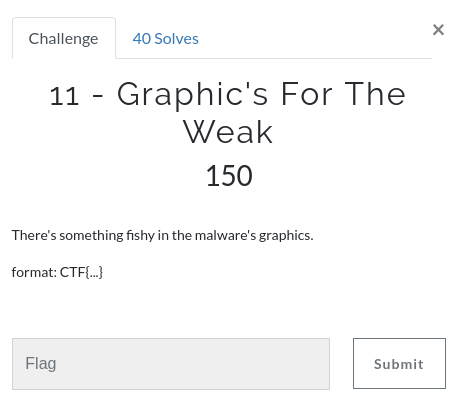 Challenge
40 Solves
×
11 - Graphic's For The
Weak
150
There's something fishy in the malware's graphics.
format: CTF{...}
Flag
Submit